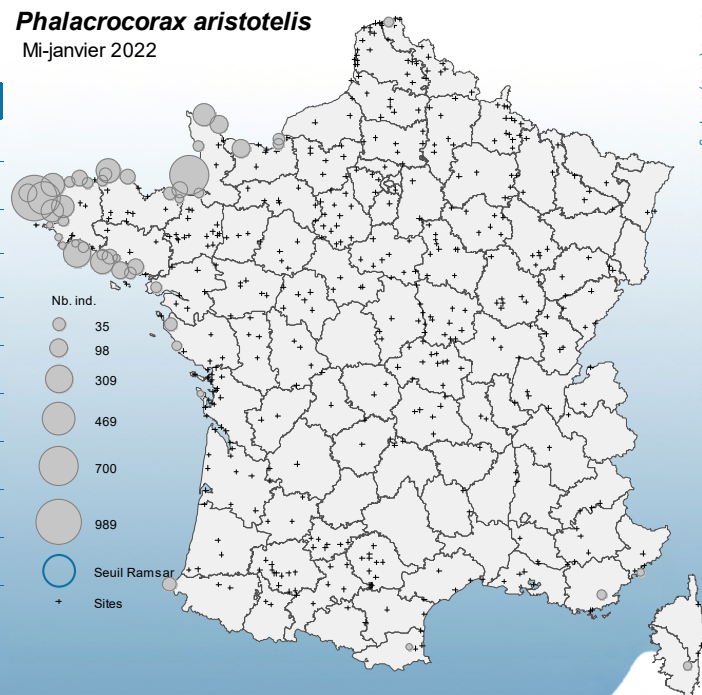 Phalacrocorax aristotelis
Mi-janvier 2022
Nb. ind.
35
98
309
469
700
989
Seuil Ramsar
Sites